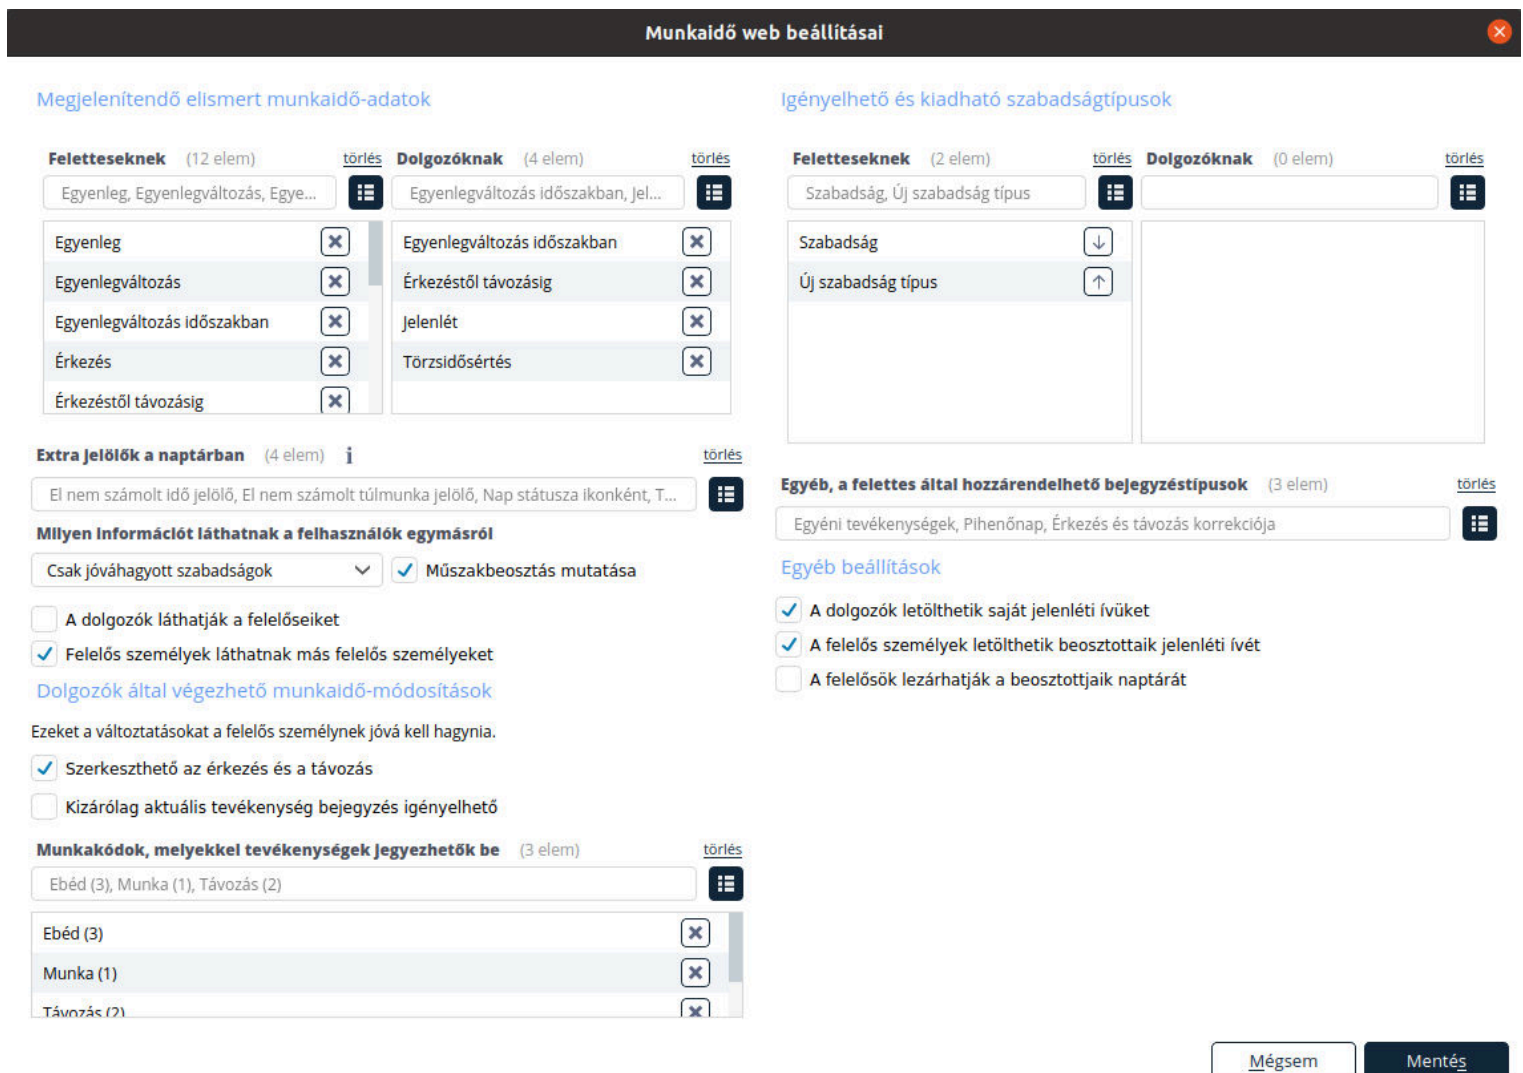 Munkaidő web beállításai
Megjelenítendő elismert munkaidő-adatok
Feletteseknek (12 elem) törlés Dolgozóknak (4 elem) törlés
Egyenleg, Egyenlegváltozás, Egye... Egyenlegváltozás időszakban, Jel...
Egyenleg
Egyenlegváltozás
Egyenlegváltozás időszakban
Érkezés
Érkezéstől távozásig
Egyenlegváltozás időszakban
Érkezéstől távozásig
Jelenlét
Törzsidősértés
Extra jelölők a naptárban (4 elem) i törlés
El nem számolt idő jelölő, El nem számolt túlmunka jelölő, Nap státusza ikonként, T...
Milyen információt láthatnak a felhasználók egymásról
Csak jóváhagyott szabadságok Műszakbeosztás mutatása
A dolgozók láthatják a felelőseiket
Felelős személyek láthatnak más felelős személyeket
Dolgozók által végezhető munkaidő-módosítások
Ezeket a változtatásokat a felelős személynek jóvá kell hagynia.
Szerkeszthető az érkezés és a távozás
Kizárólag aktuális tevékenység bejegyzés igényelhető
Munkakódok, melyekkel tevékenységek jegyezhetők be (3 elem) törlés
Ebéd (3), Munka (1), Távozás (2)
Ebéd (3)
Munka (1)
Távozás (2)
Igényelhető és kiadható szabadságtípusok
Feletteseknek (2 elem) törlés Dolgozóknak (0 elem) törlés
Szabadság, Új szabadság típus
Szabadság
Új szabadság típus
Egyéb, a felettes által hozzárendelhető bejegyzéstípusok (3 elem) törlés
Egyéni tevékenységek, Pihenőnap, Érkezés és távozás korrekciója
Egyéb beállítások
A dolgozók letölthetik saját jelenléti ívüket
A felelős személyek letölthetik beosztottaik jelenléti ívét
A felelősök lezárhatják a beosztottjaik naptárát
Mégsem Mentés